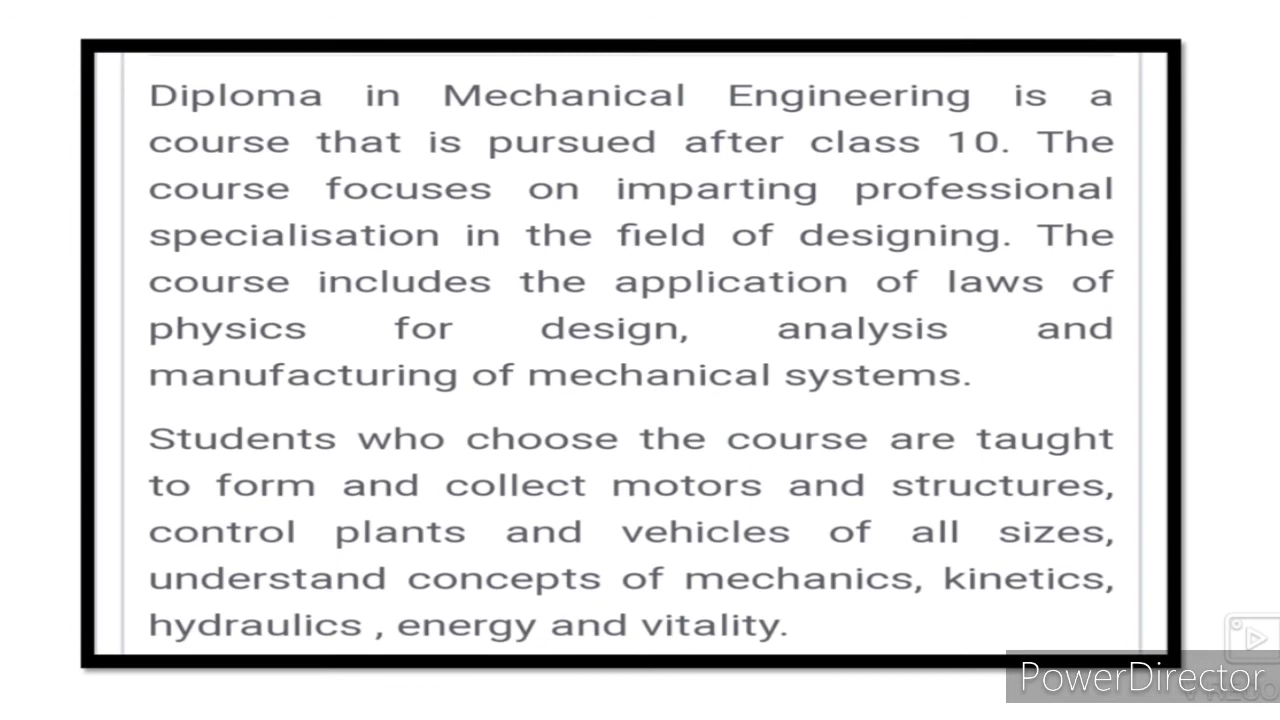 Diploma in Mechanical Engineering is a
course that is pursued after class 10. The
course focuses on imparting professional
specialisation in the field of designing. The
course includes the application of laws of
physics for design, analysis and
manufacturing of mechanical systems.
Students who choose the course are taught
to form and collect motors and structures,
control plants and vehicles of all sizes,
understand concepts of mechanics, kinetics,
hydraulics , energy and vitality.
PowerDirector